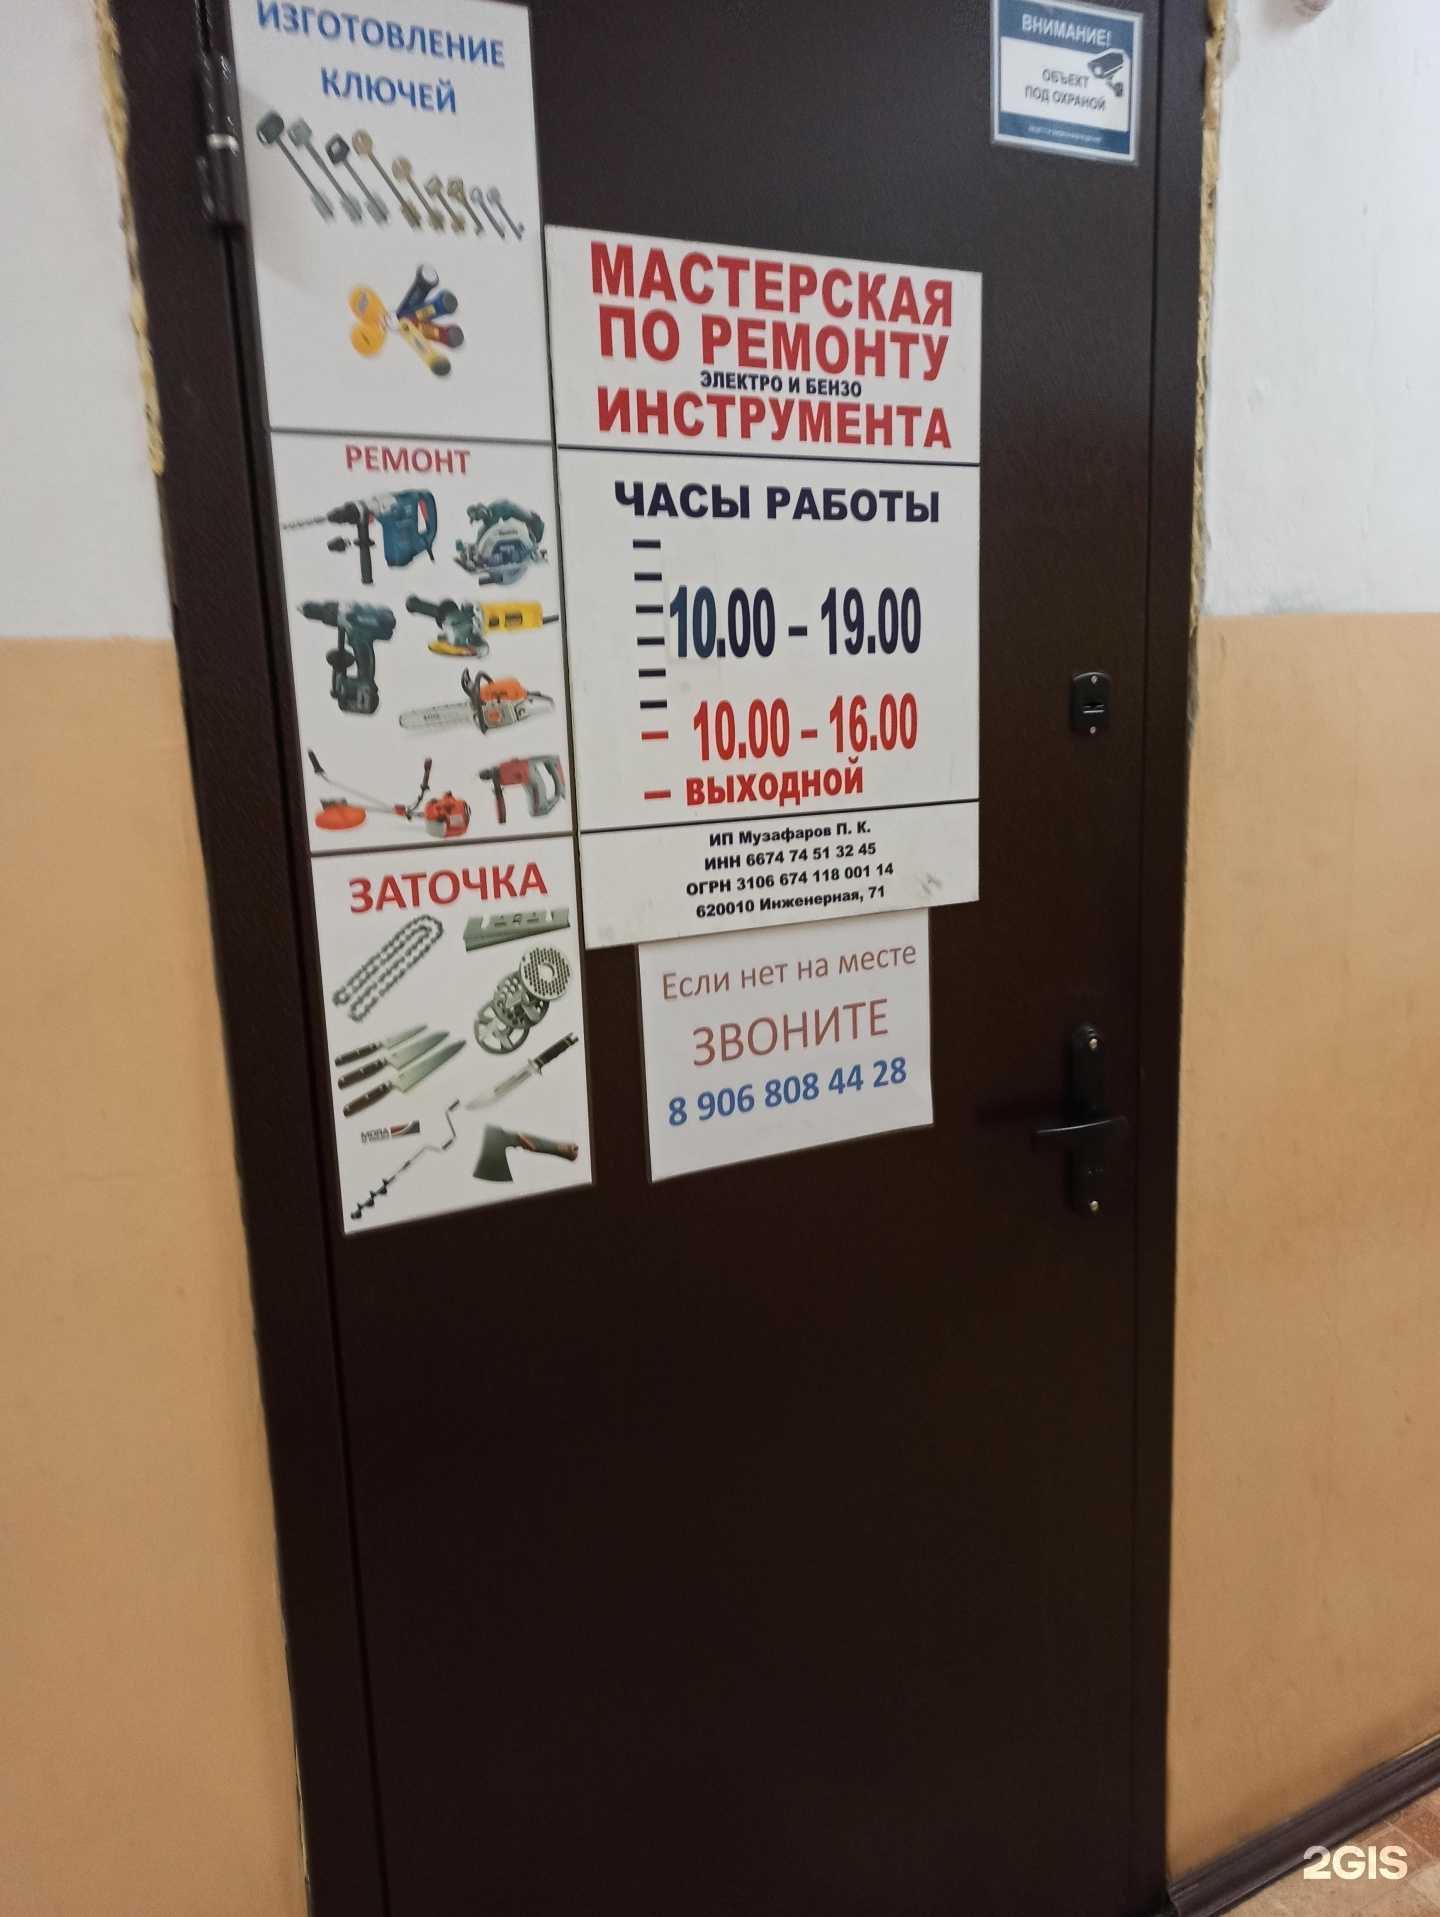 ИЗГОТОВЛЕНИЕ
КЛЮЧЕЙ
ВНИМАНИЕ!
ОБЪЕКТ
ПОД ОХРАНОЙ
МАСТЕРСКАЯ
ПО РЕМОНТУ
ЭЛЕКТРО И БЕНЗО
ИНСТРУМЕНТА
РЕМОНТ
ЧАСЫ РАБОТЫ
10.00 – 19.00
10.00 – 16.00
ВЫХОДНОЙ
ИП Музафаров П. К.
ИНН 6674 74 51 32 45
ОГРН 3106 674 118 001 14
620010 Инженерная, 71
ЗАТОЧКА
MORA
Если нет на месте
ЗВОНИТЕ
8 906 808 44 28
2GIS